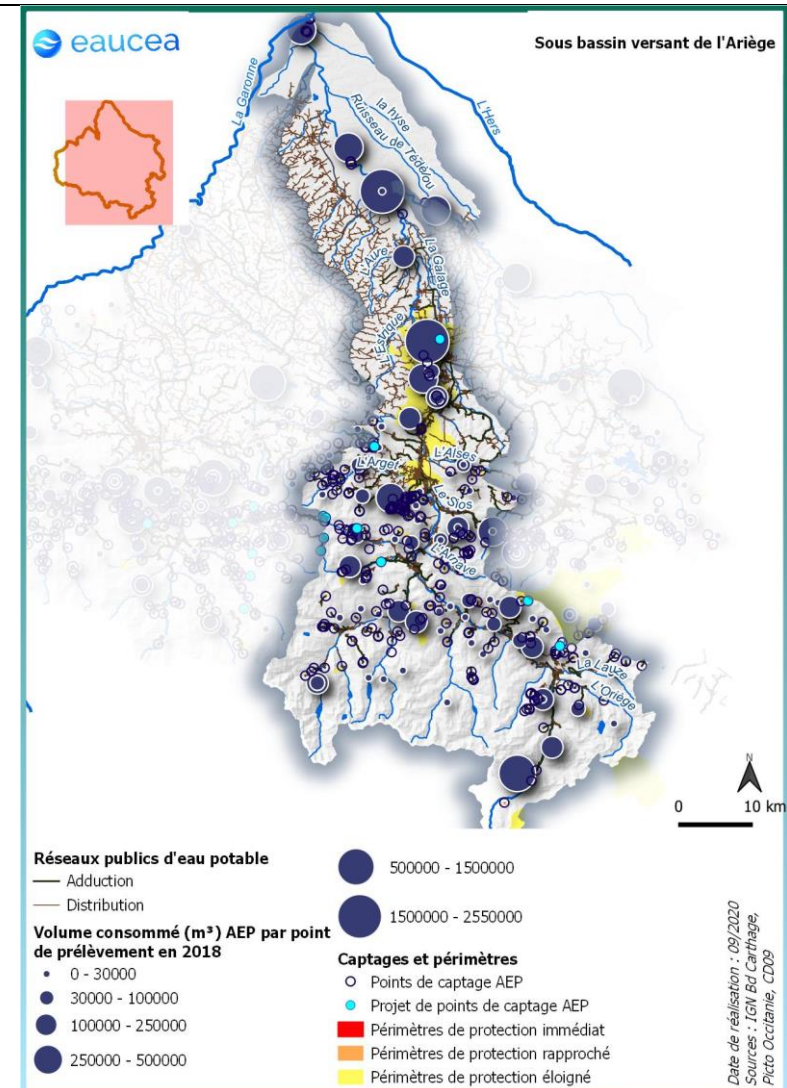 eaucea
Sous bassin versant de l'Ariège
La Garonne
L'Hers
la hyse
Ruisseau de Tédèlou
L'Aure
La Galage
L'Estrique
L'Alses
L'Arget
Le Sios
L'Arnave
La Lauze
L'Oriège
N
0 10 km
Réseaux publics d'eau potable
Adduction
Distribution
Volume consommé (m³) AEP par point
de prélèvement en 2018
0 - 30000
30000 - 100000
100000 - 250000
250000 - 500000
500000 - 1500000
1500000 - 2550000
Captages et périmètres
Points de captage AEP
Projet de points de captage AEP
Périmètres de protection immédiat
Périmètres de protection rapproché
Périmètres de protection éloigné
Date de réalisation : 09/2020
Sources : IGN Bd Carthage,
Picto Occitanie, CD09